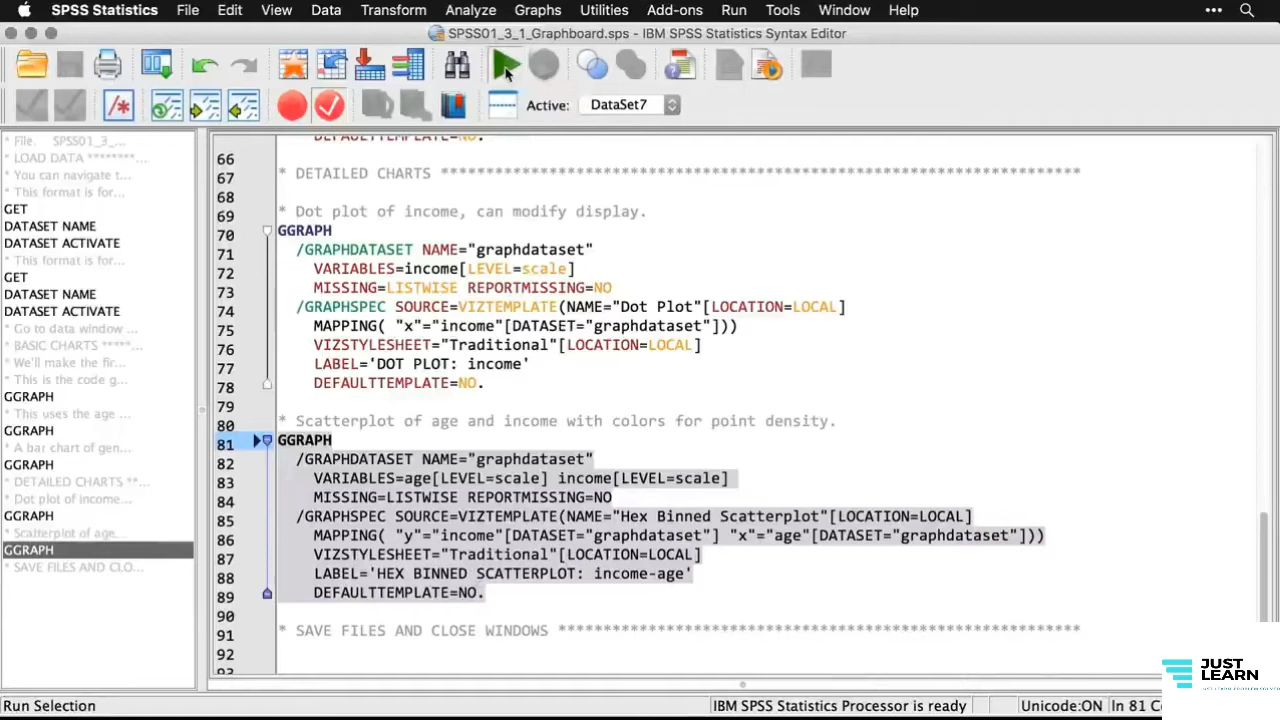 SPSS Statistics File Edit View Data Transform Analyze Graphs Utilities Add-ons Run Tools Window Help
SPSS01_3_1_Graphboard.sps - IBM SPSS Statistics Syntax Editor
Active: DataSet7
* File. SPSS01_3_...
* LOAD DATA ********...
* You can navigate t...
* This format is for...
GET
DATASET NAME
DATASET ACTIVATE
* This format is for...
GET
DATASET NAME
DATASET ACTIVATE
* Go to data window ...
* BASIC CHARTS *****...
* We'll make the fir...
* This is the code g...
GGRAPH
* This uses the age ...
GGRAPH
* A bar chart of gen...
GGRAPH
* DETAILED CHARTS **...
* Dot plot of income...
GGRAPH
* Scatterplot of age...
GGRAPH
* SAVE FILES AND CLO...
DEFAULTTEMPLATE=NO.
66
67 * DETAILED CHARTS ***********************************************************************
68
69 * Dot plot of income, can modify display.
70 GGRAPH
71 /GRAPHDATASET NAME="graphdataset"
72 VARIABLES=income[LEVEL=scale]
73 MISSING=LISTWISE REPORTMISSING=NO
74 /GRAPHSPEC SOURCE=VIZTEMPLATE(NAME="Dot Plot"[LOCATION=LOCAL]
75 MAPPING( "x"="income"[DATASET="graphdataset"]))
76 VIZSTYLESHEET="Traditional"[LOCATION=LOCAL]
77 LABEL='DOT PLOT: income'
78 DEFAULTTEMPLATE=NO.
79
80 * Scatterplot of age and income with colors for point density.
81 GGRAPH
82 /GRAPHDATASET NAME="graphdataset"
83 VARIABLES=age[LEVEL=scale] income[LEVEL=scale]
84 MISSING=LISTWISE REPORTMISSING=NO
85 /GRAPHSPEC SOURCE=VIZTEMPLATE(NAME="Hex Binned Scatterplot"[LOCATION=LOCAL]
86 MAPPING( "y"="income"[DATASET="graphdataset"] "x"="age"[DATASET="graphdataset"]))
87 VIZSTYLESHEET="Traditional"[LOCATION=LOCAL]
88 LABEL='HEX BINNED SCATTERPLOT: income-age'
89 DEFAULTTEMPLATE=NO.
90
91 * SAVE FILES AND CLOSE WINDOWS **********************************************************
92
93
JUST
LEARN
Run Selection IBM SPSS Statistics Processor is ready Unicode:ON In 81 C